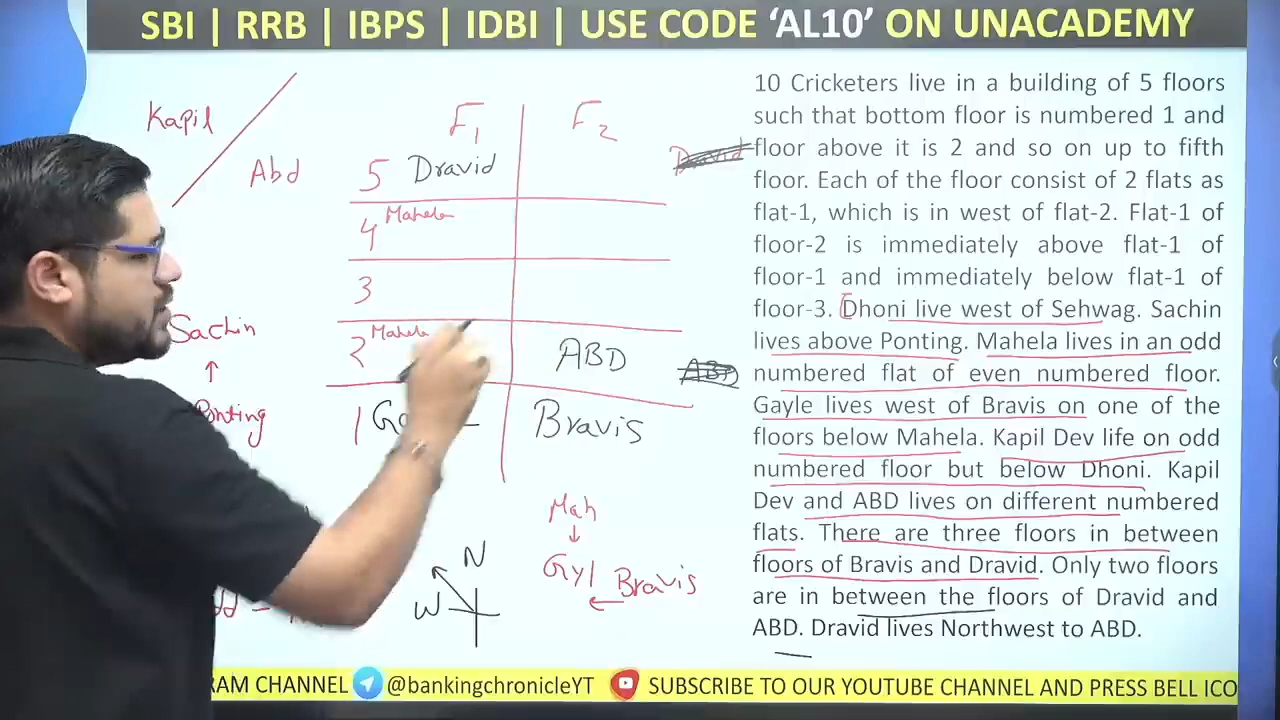 SBI | RRB | IBPS | IDBI | USE CODE ‘AL10’ ON UNACADEMY
Kapil
Abd
F1 F2
5 Dravid
4 Mahela
3
2 Mahela ABD
1 Bravis
Dravid
ABD
Sachin
↑
Ponting
Mah
↓
Gyl Bravis
←
N
W
10 Cricketers live in a building of 5 floors
such that bottom floor is numbered 1 and
floor above it is 2 and so on up to fifth
floor. Each of the floor consist of 2 flats as
flat-1, which is in west of flat-2. Flat-1 of
floor-2 is immediately above flat-1 of
floor-1 and immediately below flat-1 of
floor-3. Dhoni live west of Sehwag. Sachin
lives above Ponting. Mahela lives in an odd
numbered flat of even numbered floor.
Gayle lives west of Bravis on one of the
floors below Mahela. Kapil Dev life on odd
numbered floor but below Dhoni. Kapil
Dev and ABD lives on different numbered
flats. There are three floors in between
floors of Bravis and Dravid. Only two floors
are in between the floors of Dravid and
ABD. Dravid lives Northwest to ABD.
RAM CHANNEL @bankingchronicleYT SUBSCRIBE TO OUR YOUTUBE CHANNEL AND PRESS BELL ICO